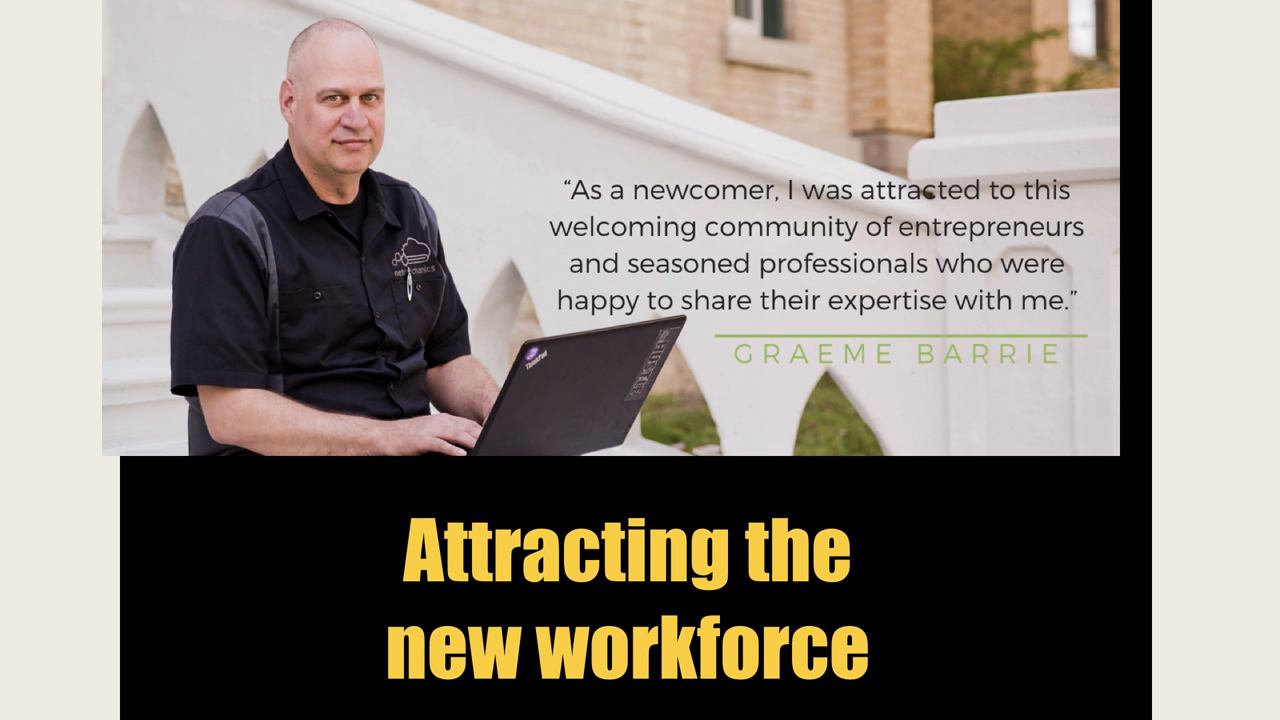 “As a newcomer, I was attracted to this
welcoming community of entrepreneurs
and seasoned professionals who were
happy to share their expertise with me.”
GRAEME BARRIE
ThinkPad
Attracting the
new workforce